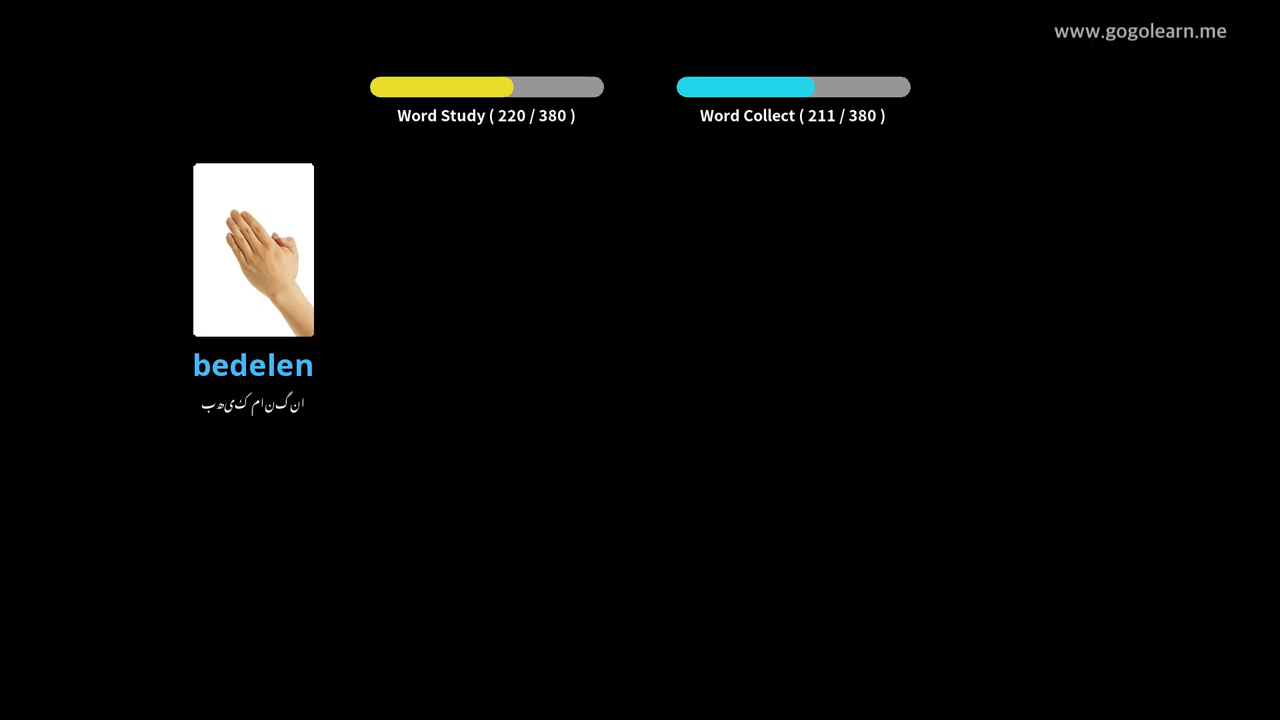 www.gogolearn.me
Word Study ( 220 / 380 )
Word Collect ( 211 / 380 )
bedelen
بھیک مانگنا